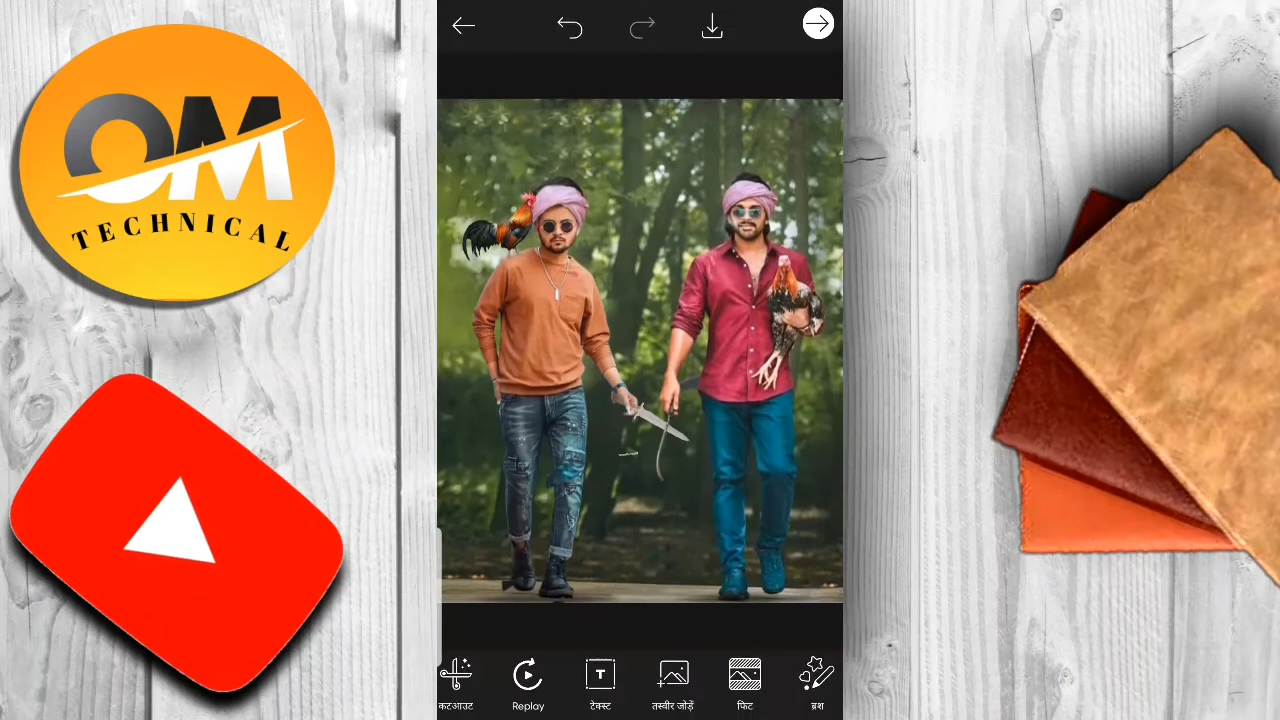 OM
TECHNICAL
कटआउट
Replay
T
टेक्स्ट
तस्वीर जोड़ें
फिट
ब्रश